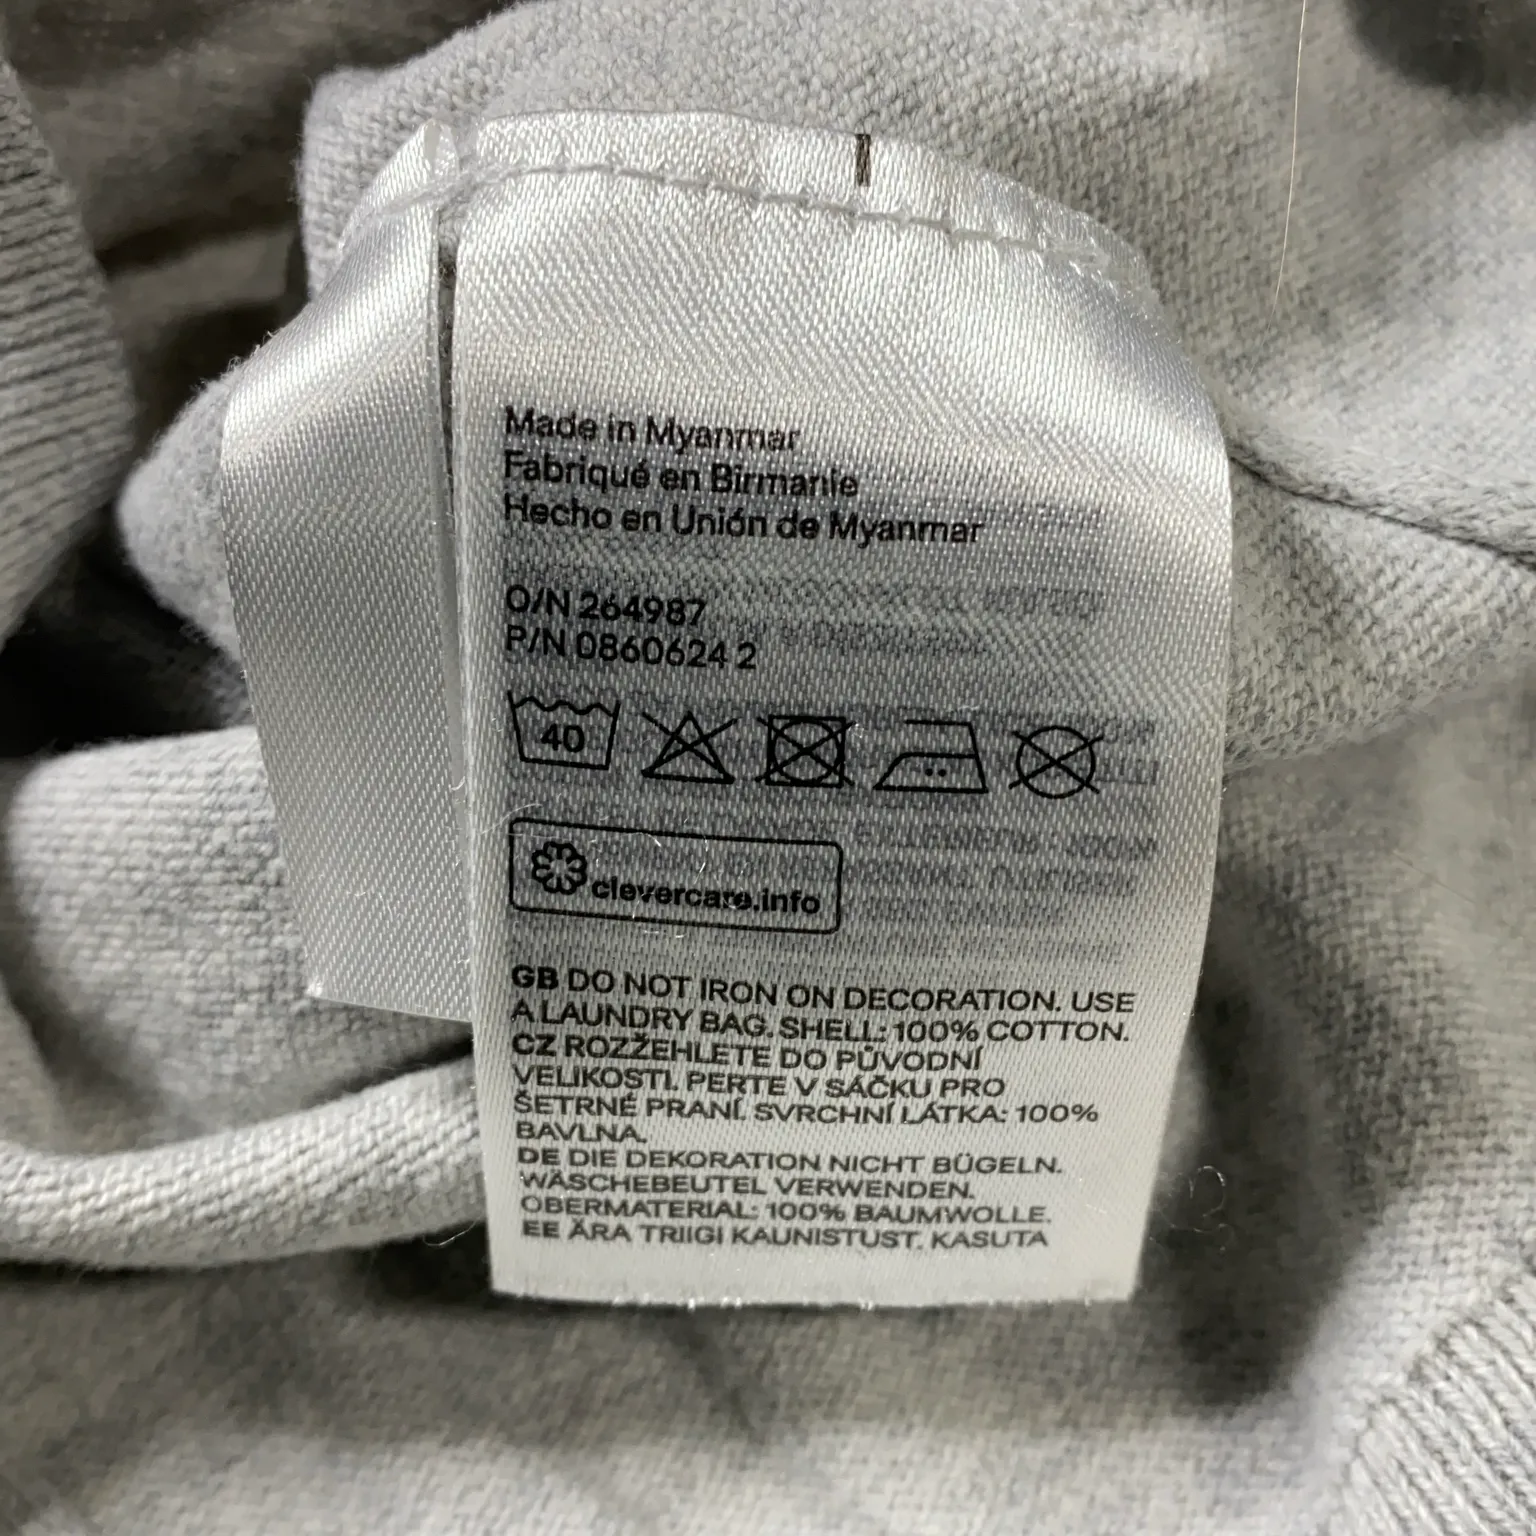 Made in Myanmar
Fabriqué en Birmanie
Hecho en Unión de Myanmar
O/N 264987
P/N 0860624 2
40
clevercare.info
GB DO NOT IRON ON DECORATION. USE
A LAUNDRY BAG. SHELL: 100% COTTON.
CZ ROZŽEHLETE DO PŮVODNÍ
VELIKOSTI. PERTE V SÁČKU PRO
ŠETRNÉ PRANÍ. SVRCHNÍ LÁTKA: 100%
BAVLNA.
DE DIE DEKORATION NICHT BÜGELN.
WÄSCHEBEUTEL VERWENDEN.
OBERMATERIAL: 100% BAUMWOLLE.
EE ÄRA TRIIGI KAUNISTUST. KASUTA